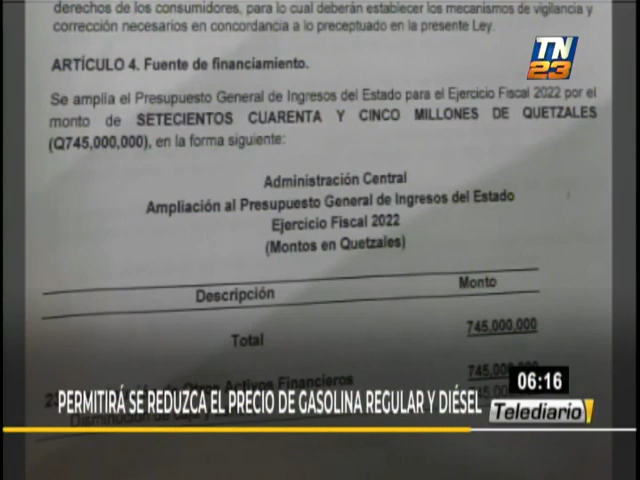 derechos de los consumidores, para lo cual deberán establecer los mecanismos de vigilancia y
corrección necesarios en concordancia a lo preceptuado en la presente Ley.
TN
23
ARTÍCULO 4. Fuente de financiamiento.
Se amplía el Presupuesto General de Ingresos del Estado para el Ejercicio Fiscal 2022 por el
monto de SETECIENTOS CUARENTA Y CINCO MILLONES DE QUETZALES
(Q745,000,000), en la forma siguiente:
Administración Central
Ampliación al Presupuesto General de Ingresos del Estado
Ejercicio Fiscal 2022
(Montos en Quetzales)
Descripción Monto
Total 745,000,000
23 de Otros Activos Financieros 745,00
PERMITIRÁ SE REDUZCA EL PRECIO DE GASOLINA REGULAR Y DIÉSEL
06:16
Telediario